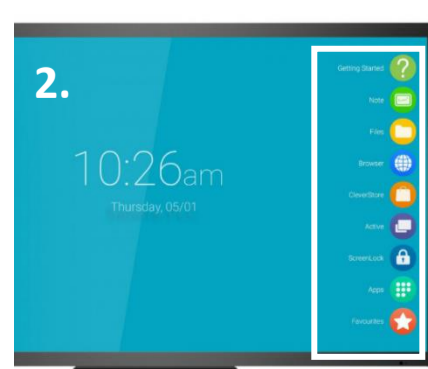 2.
10:26am
Thursday, 05/01
Getting Started
Note
Files
Browser
CleverStore
Active
ScreenLock
Apps
Favourites